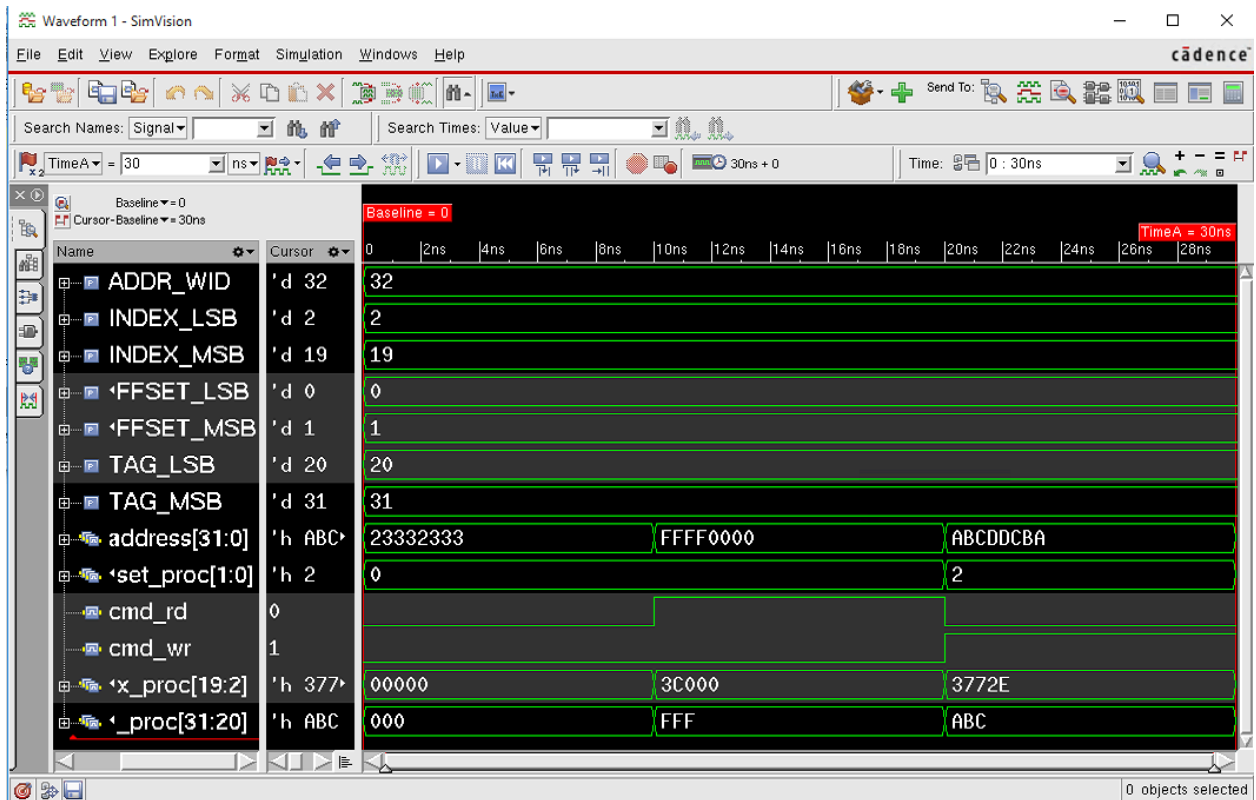 Waveform 1 - SimVision
File Edit View Explore Format Simulation Windows Help cādence
Send To:
Search Names: Signal Search Times: Value
TimeA = 30 ns 30ns + 0 Time: 0 : 30ns
Baseline = 0
Cursor-Baseline = 30ns
Baseline = 0
TimeA = 30ns
Name Cursor 0 2ns 4ns 6ns 8ns 10ns 12ns 14ns 16ns 18ns 20ns 22ns 24ns 26ns 28ns
ADDR_WID 'd 32 32
INDEX_LSB 'd 2 2
INDEX_MSB 'd 19 19
FFSET_LSB 'd 0 0
FFSET_MSB 'd 1 1
TAG_LSB 'd 20 20
TAG_MSB 'd 31 31
address[31:0] 'h ABC 23332333 FFFF0000 ABCDDCBA
set_proc[1:0] 'h 2 0 2
cmd_rd 0
cmd_wr 1
x_proc[19:2] 'h 377 00000 3C000 3772E
_proc[31:20] 'h ABC 000 FFF ABC
0 objects selected